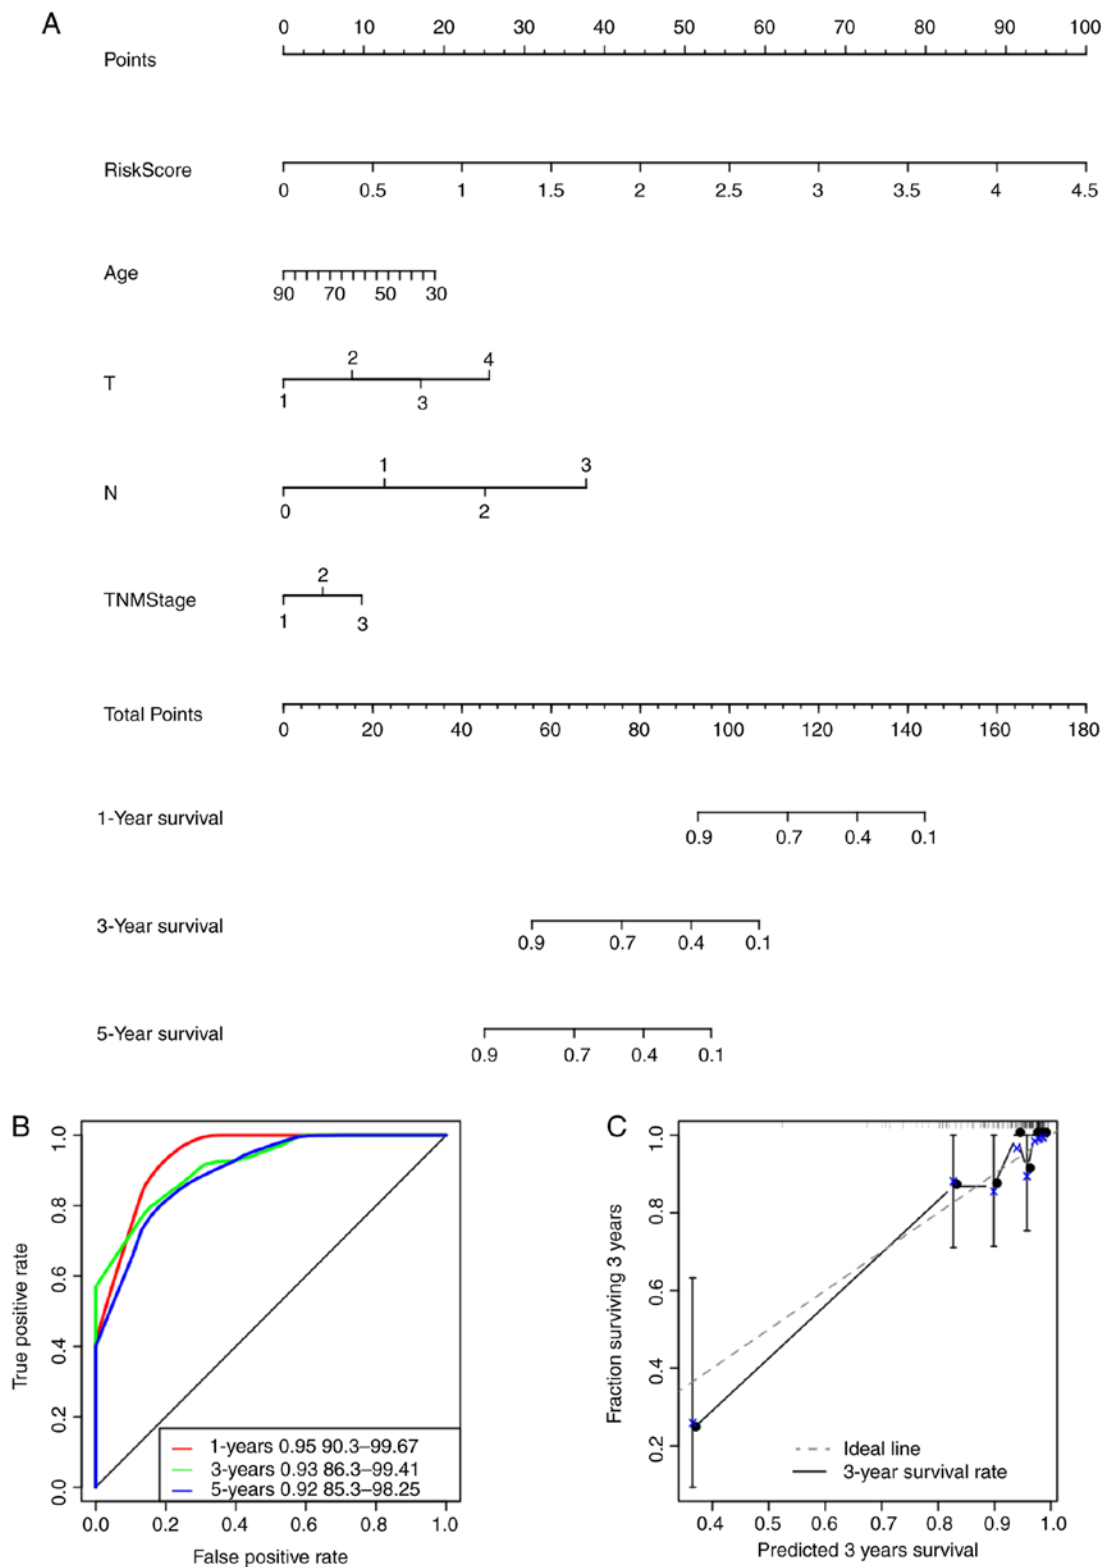 A
0 10 20 30 40 50 60 70 80 90 100
Points
RiskScore
0 0.5 1 1.5 2 2.5 3 3.5 4 4.5
Age
90 70 50 30
2 4
T
1 3
1 3
N
0 2
2
TNMStage
1 3
Total Points
0 20 40 60 80 100 120 140 160 180
1-Year survival
0.9 0.7 0.4 0.1
3-Year survival
0.9 0.7 0.4 0.1
5-Year survival
0.9 0.7 0.4 0.1
B
True positive rate
1.0
0.8
0.6
0.4
0.2
0.0
1-years 0.95 90.3–99.67
3-years 0.93 86.3–99.41
5-years 0.92 85.3–98.25
0.0 0.2 0.4 0.6 0.8 1.0
False positive rate
C
Fraction surviving 3 years
1.0
0.8
0.6
0.4
0.2
Ideal line
3-year survival rate
0.4 0.5 0.6 0.7 0.8 0.9 1.0
Predicted 3 years survival